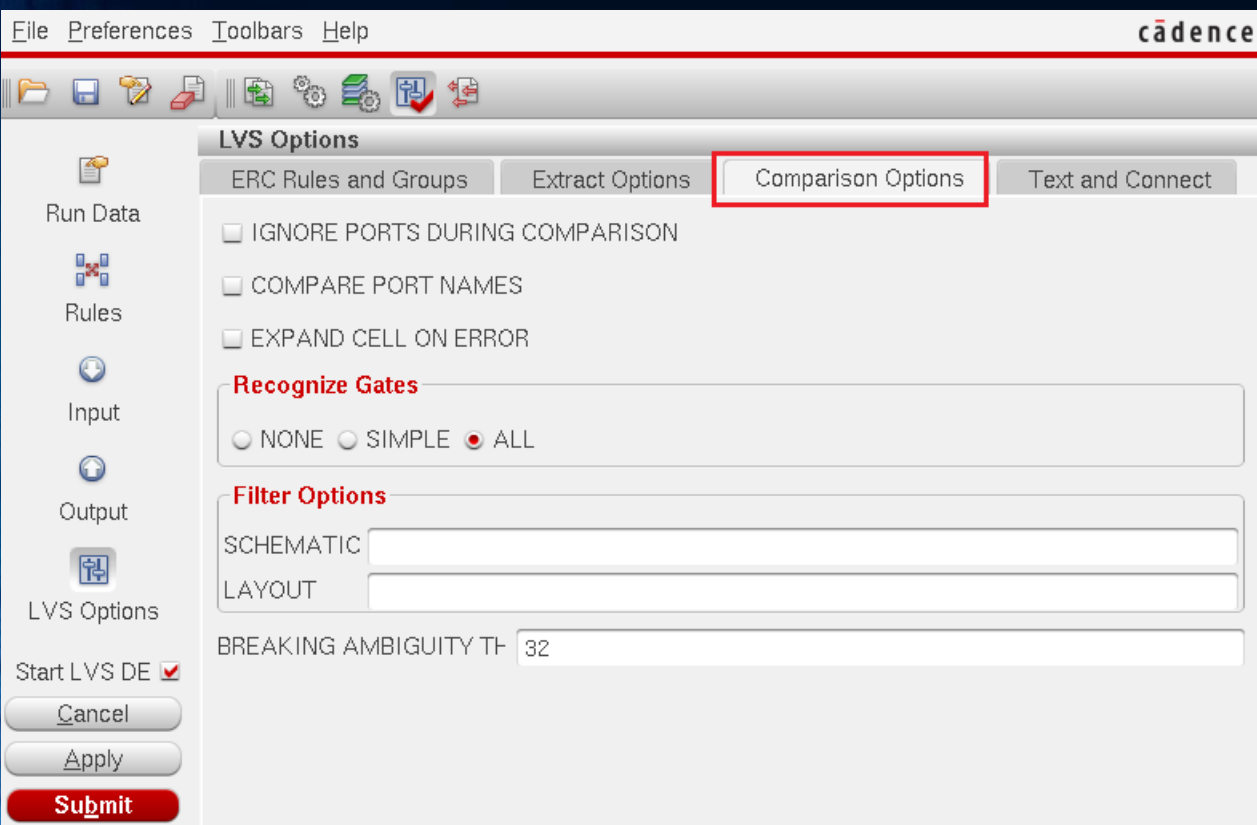 File Preferences Toolbars Help cādence
LVS Options
ERC Rules and Groups Extract Options Comparison Options Text and Connect
Run Data
Rules
Input
Output
LVS Options
Start LVS DE
Cancel
Apply
Submit
IGNORE PORTS DURING COMPARISON
COMPARE PORT NAMES
EXPAND CELL ON ERROR
Recognize Gates
NONE SIMPLE ALL
Filter Options
SCHEMATIC
LAYOUT
BREAKING AMBIGUITY TH 32